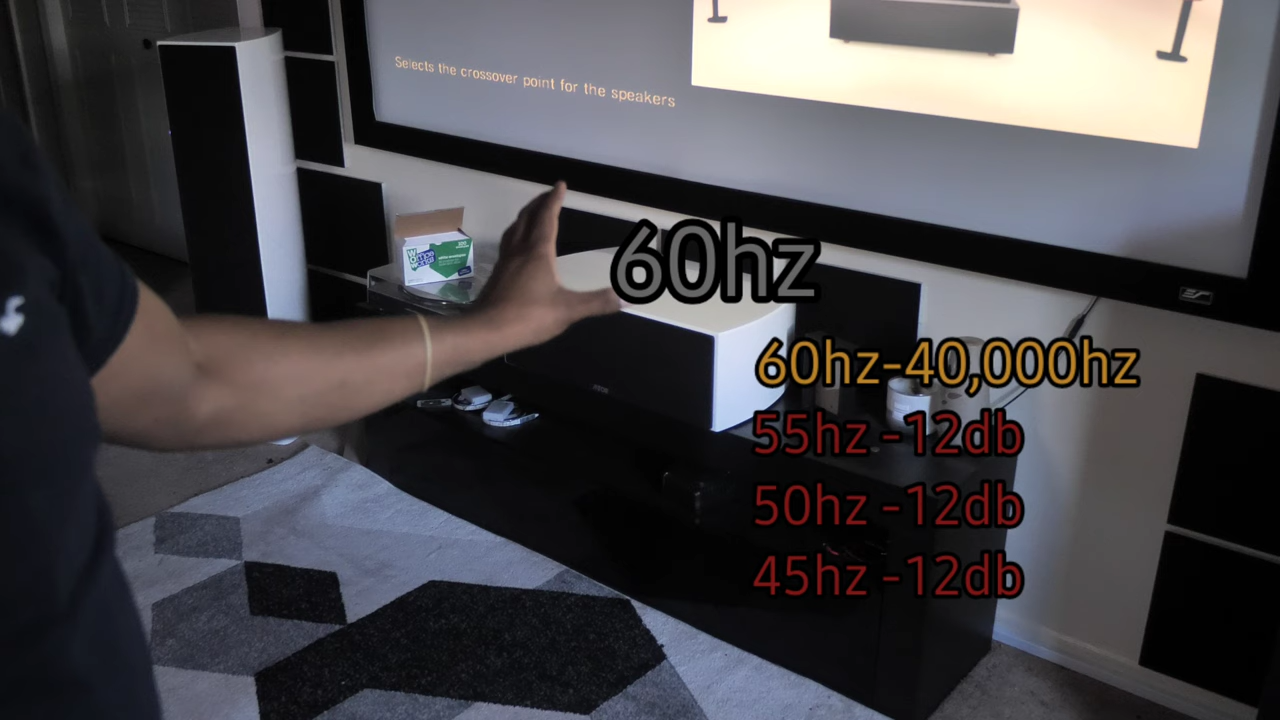 Selects the crossover point for the speakers
60hz
60hz-40,000hz
55hz -12db
50hz -12db
45hz -12db